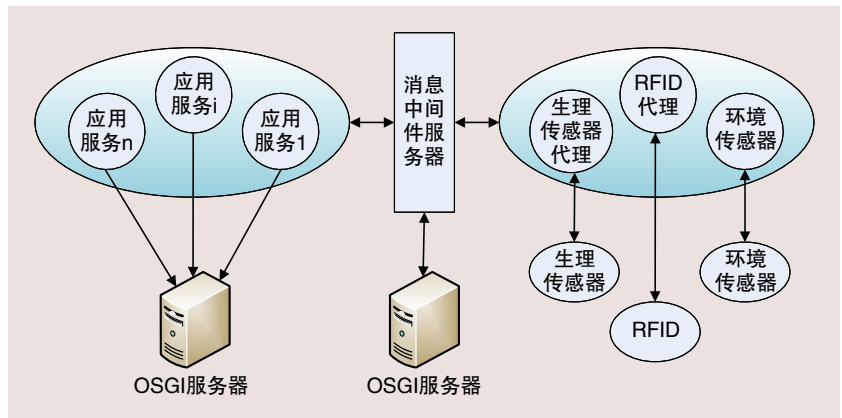 应用
服务n
应用
服务i
应用
服务1
消息
中间
件服
务器
生理
传感器
代理
RFID
代理
环境
传感器
生理
传感器
RFID
环境
传感器
OSGI服务器
OSGI服务器